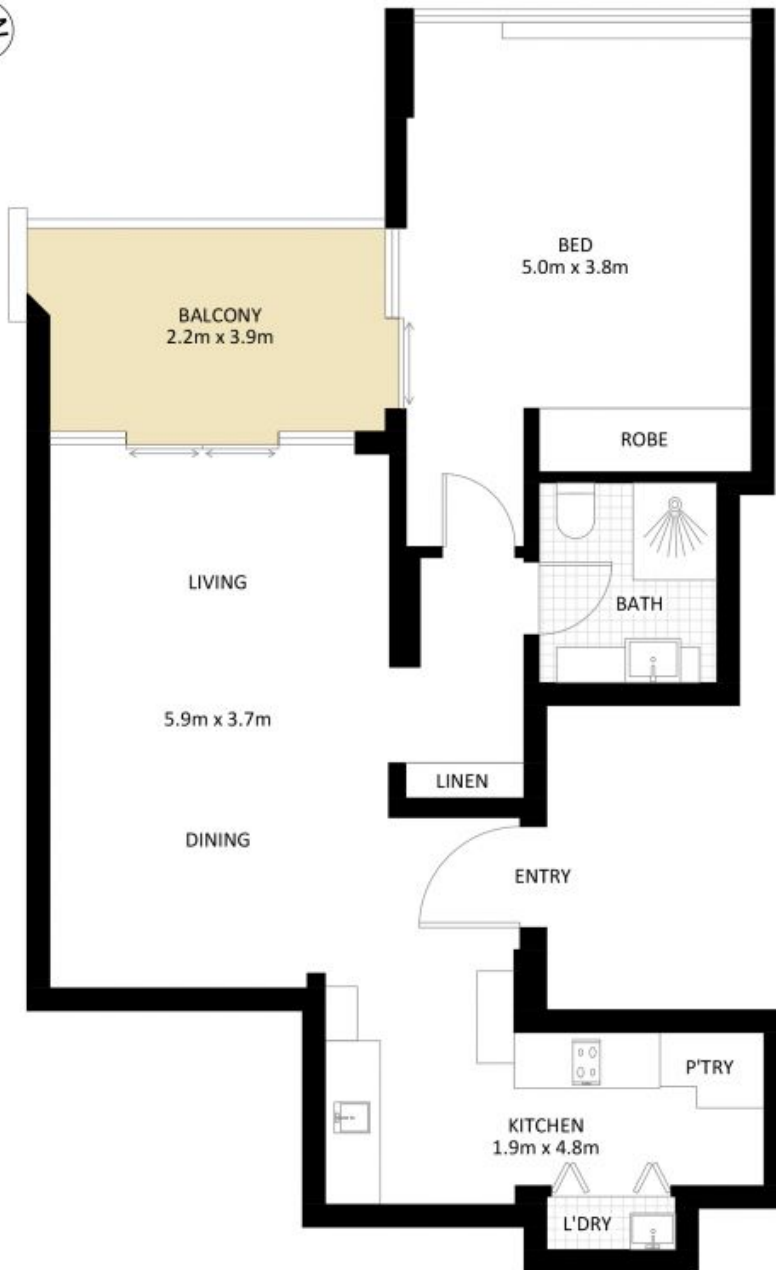 BED
5.0m x 3.8m
BALCONY
2.2m x 3.9m
ROBE
LIVING
BATH
5.9m x 3.7m
LINEN
DINING
ENTRY
P'TRY
KITCHEN
1.9m x 4.8m
L'DRY